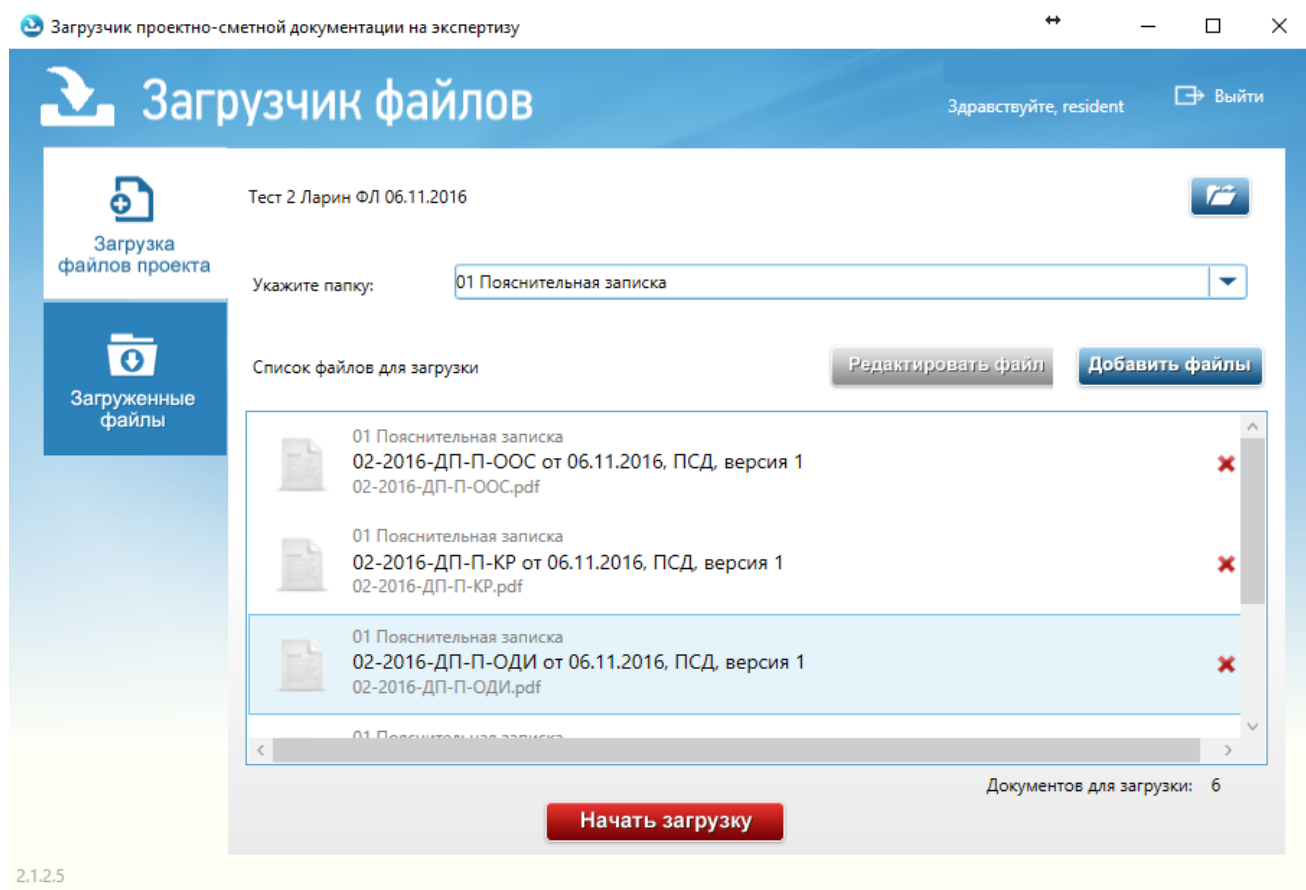 Загрузчик проектно-сметной документации на экспертизу
Загрузчик файлов
Здравствуйте, resident
Выйти
Загрузка
файлов проекта
Загруженные
файлы
Тест 2 Ларин ФЛ 06.11.2016
Укажите папку:
01 Пояснительная записка
Список файлов для загрузки
Редактировать файл
Добавить файлы
01 Пояснительная записка
02-2016-ДП-П-ООС от 06.11.2016, ПСД, версия 1
02-2016-ДП-П-ООС.pdf
01 Пояснительная записка
02-2016-ДП-П-КР от 06.11.2016, ПСД, версия 1
02-2016-ДП-П-КР.pdf
01 Пояснительная записка
02-2016-ДП-П-ОДИ от 06.11.2016, ПСД, версия 1
02-2016-ДП-П-ОДИ.pdf
01 Пояснительная записка
Документов для загрузки: 6
Начать загрузку
2.1.2.5